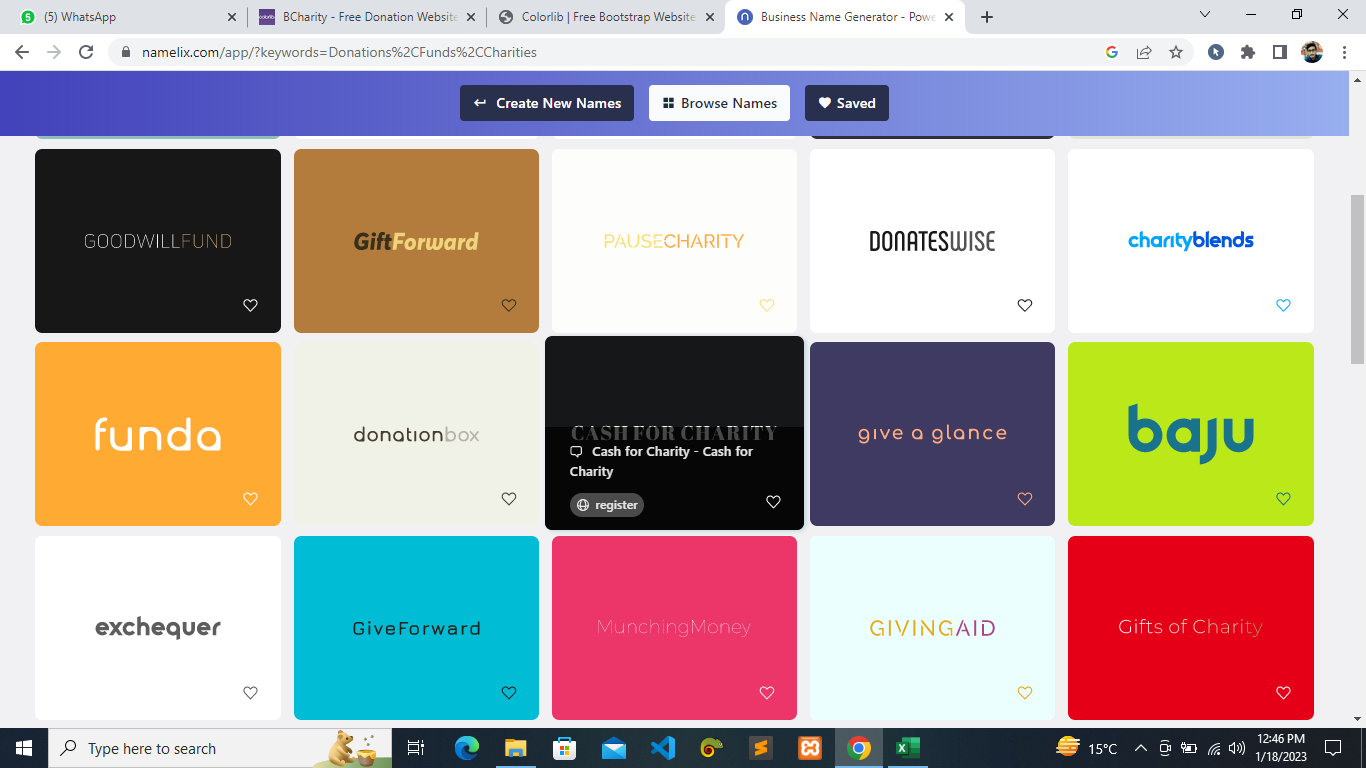 (5) WhatsApp
BCharity - Free Donation Website
Colorlib | Free Bootstrap Website
Business Name Generator - Powe
namelix.com/app/?keywords=Donations%2CFunds%2CCharities
Create New Names
Browse Names
Saved
GOODWILLFUND
GiftForward
PAUSECHARITY
DONATESWISE
charityblends
funda
donationbox
CASH FOR CHARITY
Cash for Charity - Cash for
Charity
register
give a glance
baju
exchequer
GiveForward
MunchingMoney
GIVINGAID
Gifts of Charity
Type here to search
15°C
12:46 PM
1/18/2023